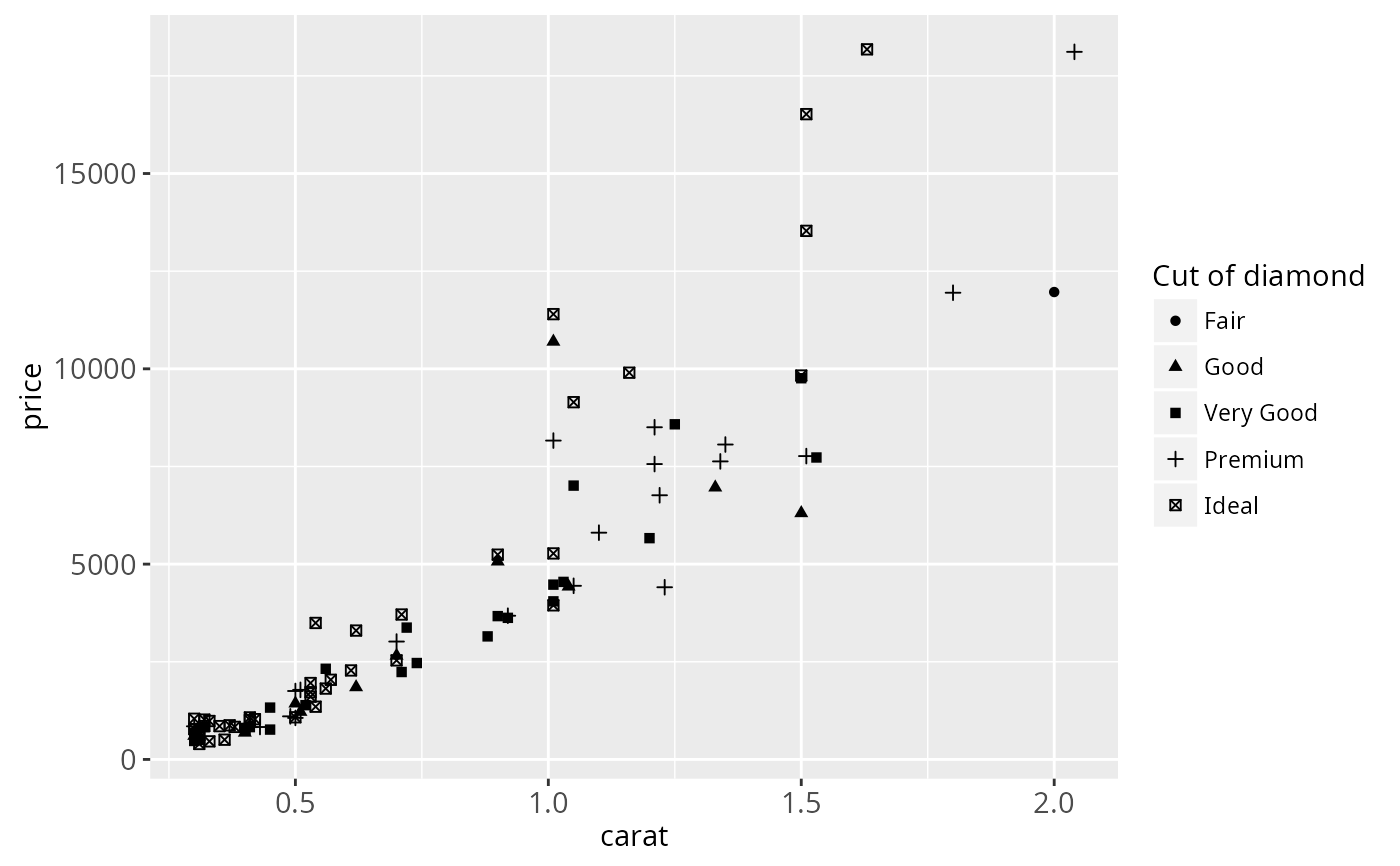 15000
10000
5000
0
price
0.5 1.0 1.5 2.0
carat
Cut of diamond
Fair
Good
Very Good
Premium
Ideal